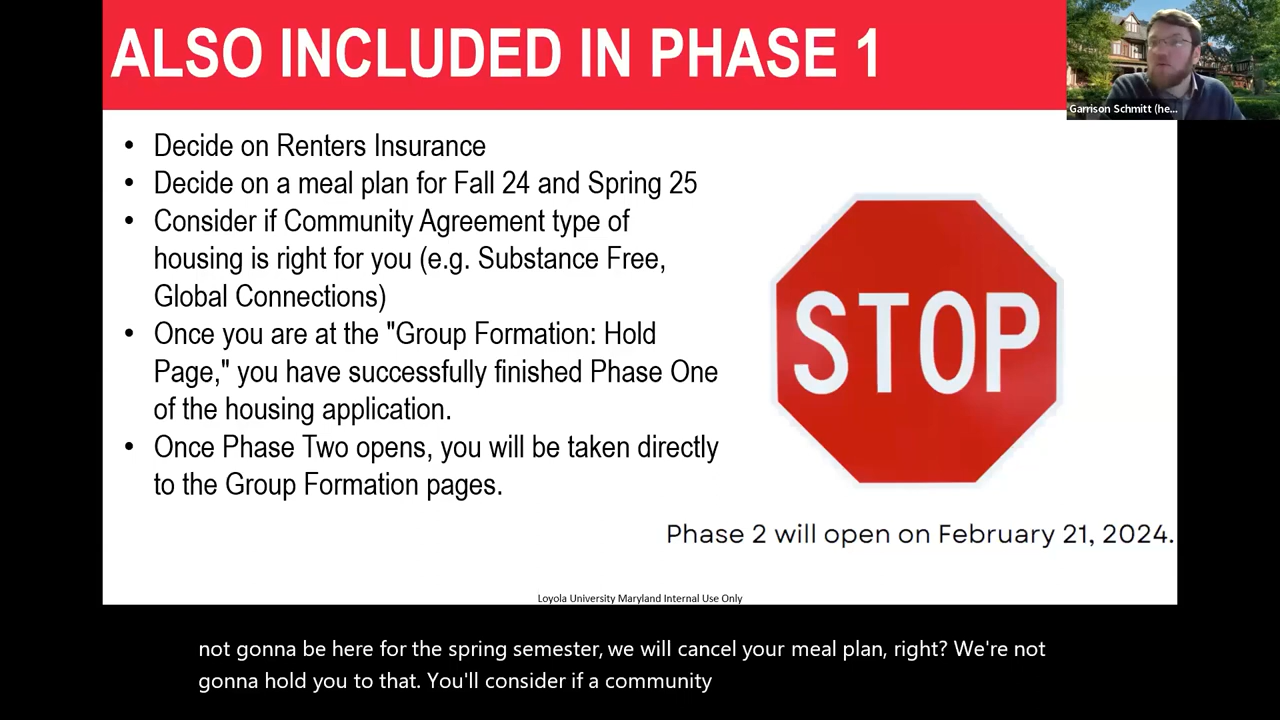 ALSO INCLUDED IN PHASE 1
Garrison Schmitt (he...
• Decide on Renters Insurance
• Decide on a meal plan for Fall 24 and Spring 25
• Consider if Community Agreement type of
housing is right for you (e.g. Substance Free,
Global Connections)
• Once you are at the "Group Formation: Hold
Page," you have successfully finished Phase One
of the housing application.
• Once Phase Two opens, you will be taken directly
to the Group Formation pages.
STOP
Phase 2 will open on February 21, 2024.
Loyola University Maryland Internal Use Only
not gonna be here for the spring semester, we will cancel your meal plan, right? We're not
gonna hold you to that. You'll consider if a community